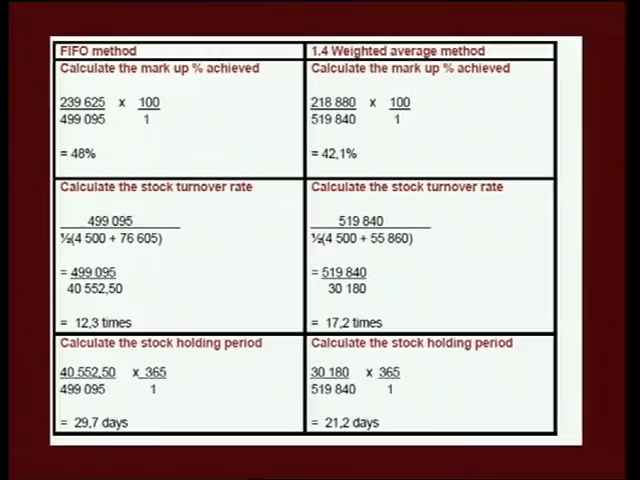 FIFO method
Calculate the mark up % achieved
239 625 x 100
499 095 1
= 48%
Calculate the stock turnover rate
499 095
½(4 500 + 76 605)
= 499 095
40 552,50
= 12,3 times
Calculate the stock holding period
40 552,50 x 365
499 095 1
= 29,7 days
1.4 Weighted average method
Calculate the mark up % achieved
218 880 x 100
519 840 1
= 42,1%
Calculate the stock turnover rate
519 840
½(4 500 + 55 860)
= 519 840
30 180
= 17,2 times
Calculate the stock holding period
30 180 x 365
519 840 1
= 21,2 days